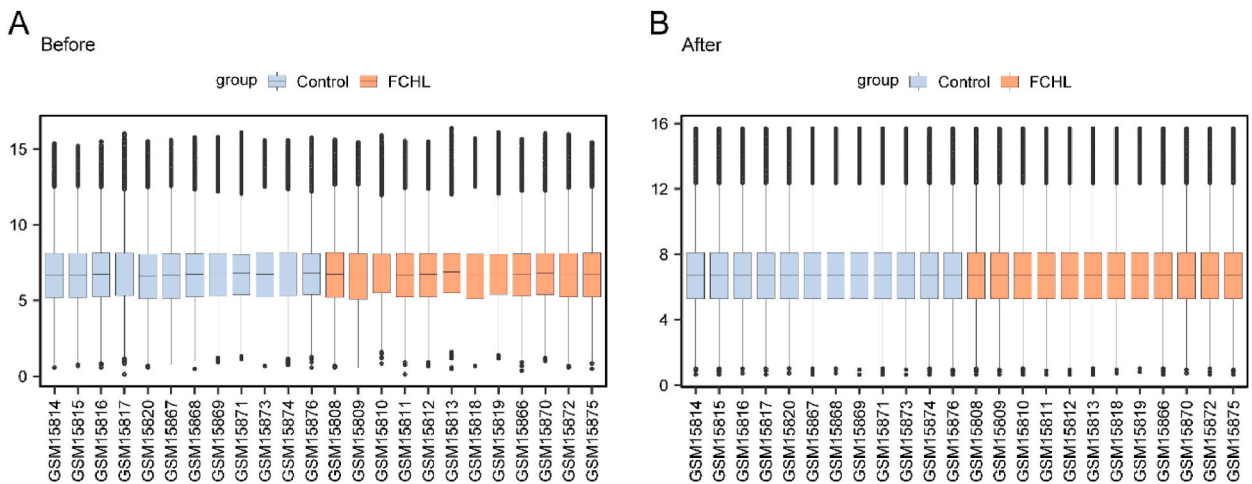 A
Before
group Control FCHL
15
10
5
0
GSM15814
GSM15815
GSM15816
GSM15817
GSM15820
GSM15867
GSM15868
GSM15869
GSM15871
GSM15873
GSM15874
GSM15876
GSM15808
GSM15809
GSM15810
GSM15811
GSM15812
GSM15813
GSM15818
GSM15819
GSM15866
GSM15870
GSM15872
GSM15875
B
After
group Control FCHL
16
12
8
4
0
GSM15814
GSM15815
GSM15816
GSM15817
GSM15820
GSM15867
GSM15868
GSM15869
GSM15871
GSM15873
GSM15874
GSM15876
GSM15808
GSM15809
GSM15810
GSM15811
GSM15812
GSM15813
GSM15818
GSM15819
GSM15866
GSM15870
GSM15872
GSM15875